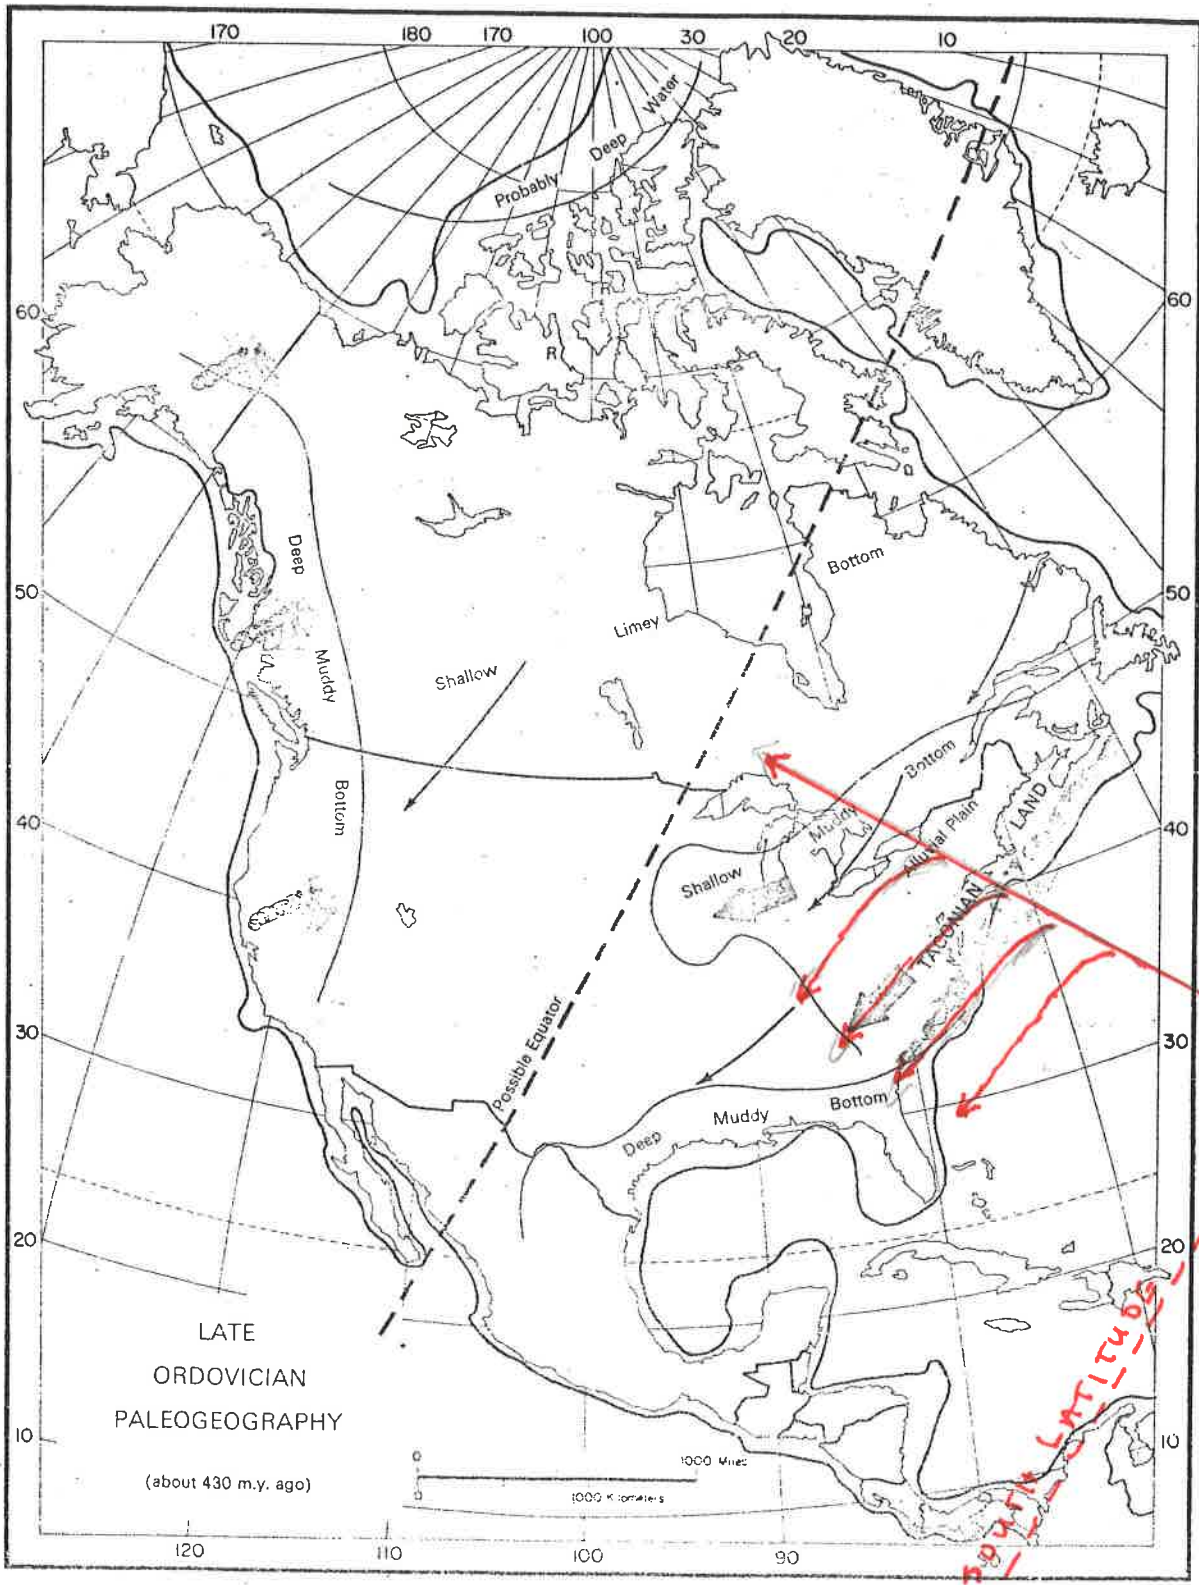 170 180 170 100 30 20 10
Probably Deep Water
60
60
R
R
Deep
Muddy
Bottom
Bottom
Limey
Shallow
50
50
Bottom
Muddy
Shallow
Alluvial Plain
LAND
TACONIAN
40
40
30
30
Possible Equator
Deep Muddy Bottom
20
20
LATE
ORDOVICIAN
PALEOGEOGRAPHY
(about 430 m.y. ago)
10
10
0
1000 Miles
0
1000 Kilometers
SOUTH LATITUDE
120 110 100 90